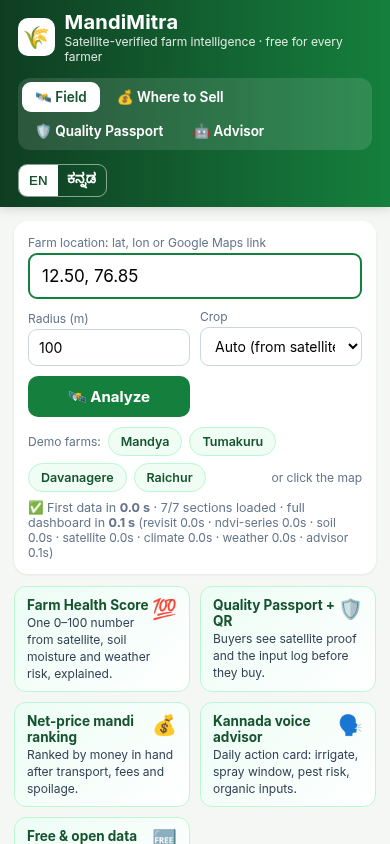 MandiMitra
Satellite-verified farm intelligence · free for every
farmer
Field
Where to Sell
Quality Passport
Advisor
EN
ಕನ್ನಡ
Farm location: lat, lon or Google Maps link
12.50, 76.85
Radius (m)
Crop
100
Auto (from satellite
Analyze
Demo farms:
Mandya
Tumakuru
Davanagere
Raichur
or click the map
✅ First data in 0.0 s · 7/7 sections loaded · full
dashboard in 0.1 s (revisit 0.0s · ndvi-series 0.0s · soil
0.0s · satellite 0.0s · climate 0.0s · weather 0.0s · advisor
0.1s)
Farm Health Score 💯
One 0–100 number
from satellite, soil
moisture and weather
risk, explained.
Quality Passport +
QR
Buyers see satellite proof
and the input log before
they buy.
Net-price mandi
ranking
Ranked by money in hand
after transport, fees and
spoilage.
Kannada voice
advisor
Daily action card: irrigate,
spray window, pest risk,
organic inputs.
Free & open data
FREE